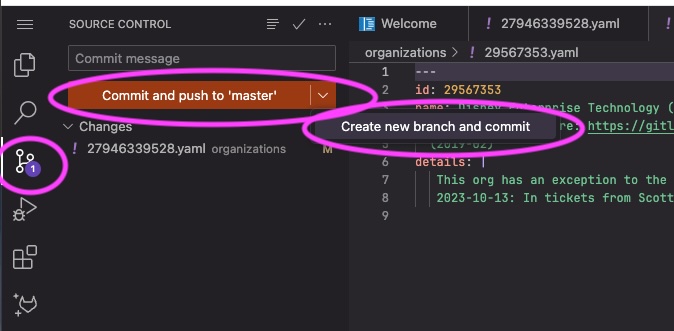 SOURCE CONTROL
Commit message
Commit and push to 'master'
Changes
! 27946339528.yaml organizations M
1
Welcome
! 27946339528.yaml
!
organizations > ! 29567353.yaml
1 ---
2 id: 29567353
3 name: Disney Enterprise Technology (
Create new branch and commit
re: https://gitl
5 (2019-02)
6 details: |
7 This org has an exception to the
8 2023-10-13: In tickets from Scott
9